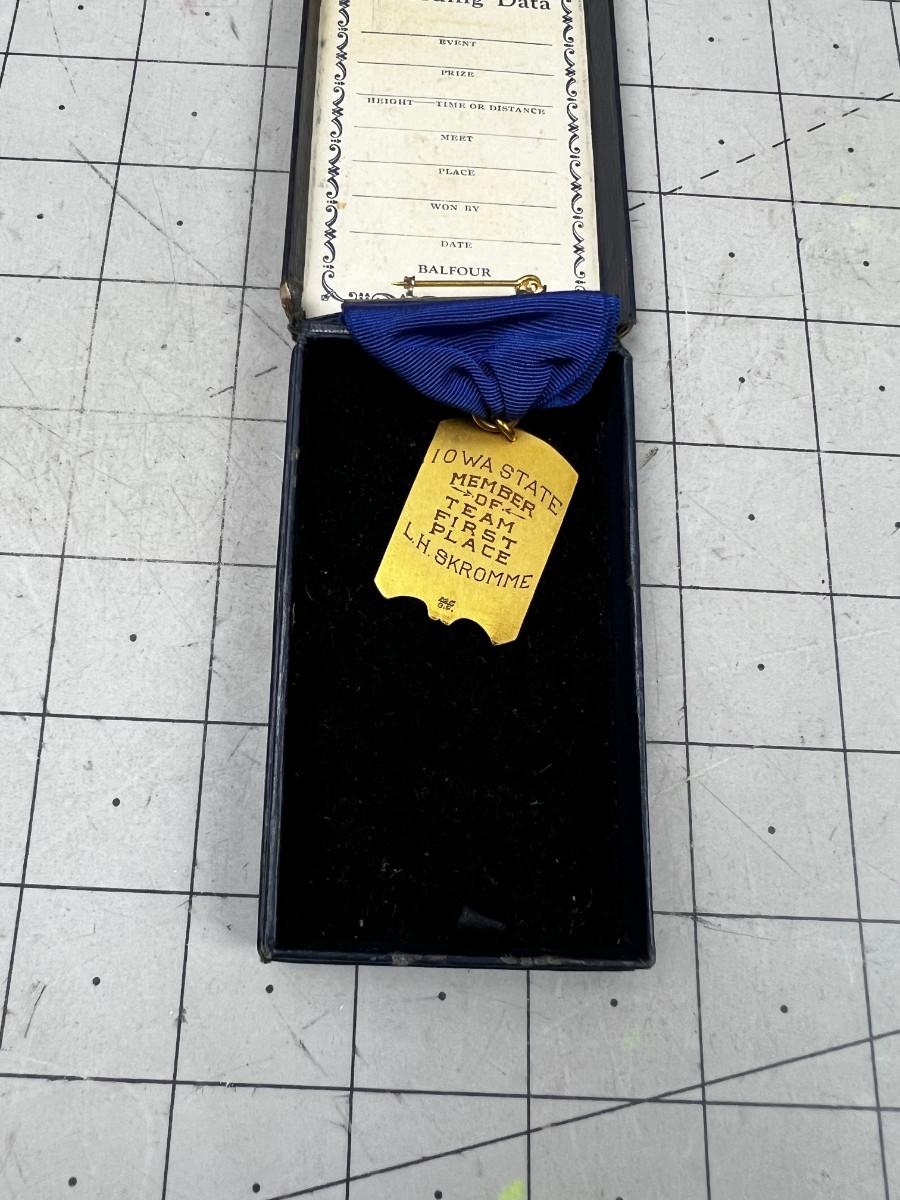 Data
EVENT
PRIZE
HEIGHT TIME OR DISTANCE
MEET
PLACE
WON BY
DATE
BALFOUR
IOWA STATE
MEMBER
OF
TEAM
FIRST
PLACE
L.H. SKROMME